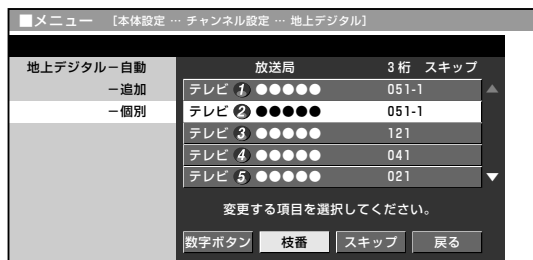 ■メニュー [本体設定 … チャンネル設定 … 地上デジタル]
地上デジタル－自動 放送局 3桁 スキップ
－追加 テレビ 1 ●●●●● 051-1 ▲
－個別 テレビ 2 ●●●●● 051-1
テレビ 3 ●●●●● 121
テレビ 4 ●●●●● 041
テレビ 5 ●●●●● 021 ▼
変更する項目を選択してください。
数字ボタン 枝番 スキップ 戻る